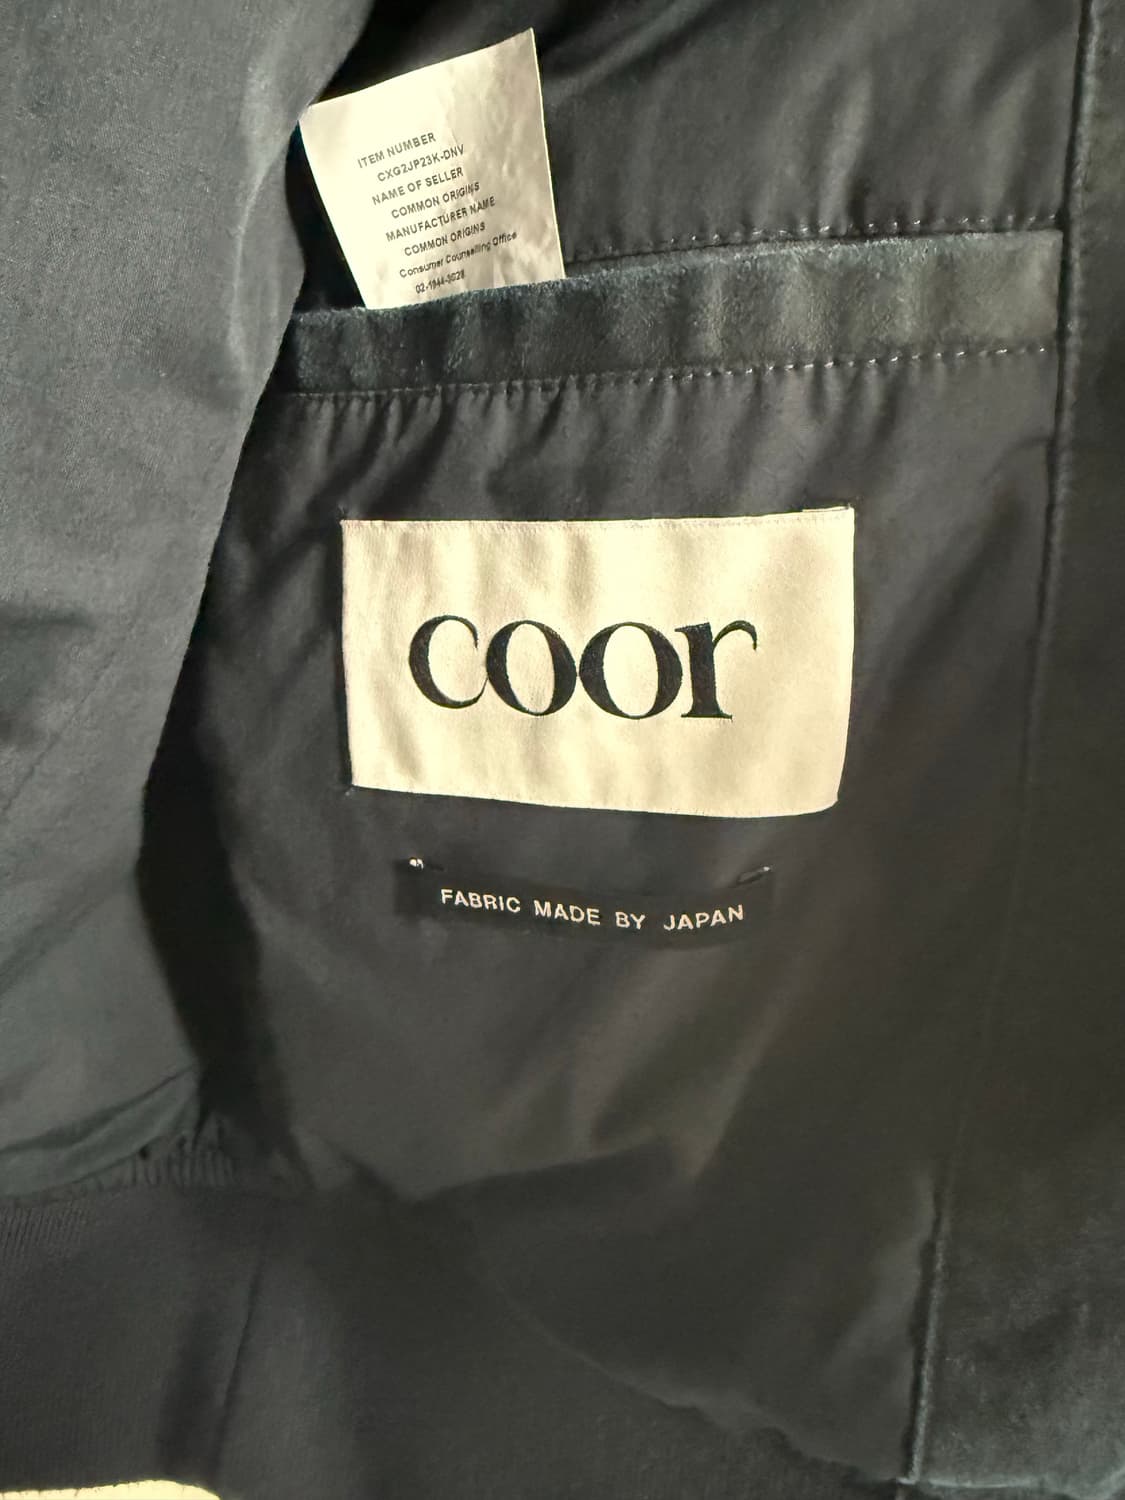 ITEM NUMBER
CXG2JP23K-DNV
NAME OF SELLER
COMMON ORIGINS
MANUFACTURER NAME
COMMON ORIGINS
Consumer Counselling Office
coor
FABRIC MADE BY JAPAN